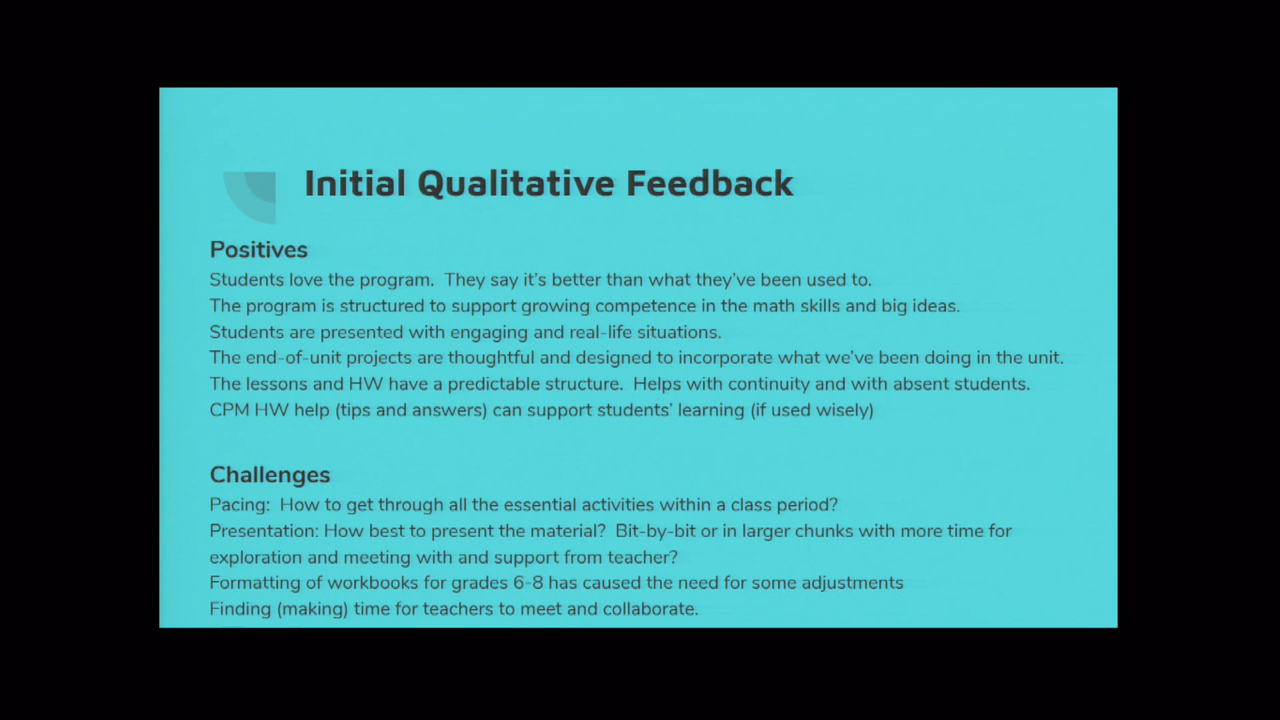 Initial Qualitative Feedback
Positives
Students love the program.  They say it's better than what they've been used to.
The program is structured to support growing competence in the math skills and big ideas.
Students are presented with engaging and real-life situations.
The end-of-unit projects are thoughtful and designed to incorporate what we've been doing in the unit.
The lessons and HW have a predictable structure.  Helps with continuity and with absent students.
CPM HW help (tips and answers) can support students' learning (if used wisely)
Challenges
Pacing:  How to get through all the essential activities within a class period?
Presentation: How best to present the material?  Bit-by-bit or in larger chunks with more time for
exploration and meeting with and support from teacher?
Formatting of workbooks for grades 6-8 has caused the need for some adjustments
Finding (making) time for teachers to meet and collaborate.